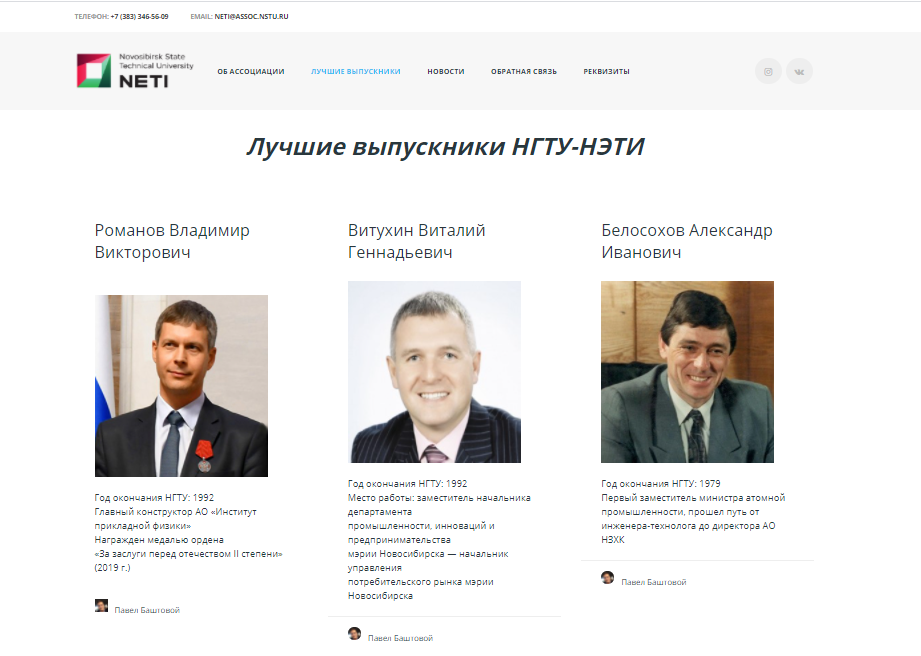 ТЕЛЕФОН: +7 (383) 346-56-09 EMAIL: NETI@ASSOC.NSTU.RU
Novosibirsk State
Technical University
NETI
ОБ АССОЦИАЦИИ ЛУЧШИЕ ВЫПУСКНИКИ НОВОСТИ ОБРАТНАЯ СВЯЗЬ РЕКВИЗИТЫ
Лучшие выпускники НГТУ-НЭТИ
Романов Владимир
Викторович
Год окончания НГТУ: 1992
Главный конструктор АО «Институт
прикладной физики»
Награжден медалью ордена
«За заслуги перед отечеством II степени»
(2019 г.)
Павел Баштовой
Витухин Виталий
Геннадьевич
Год окончания НГТУ: 1992
Место работы: заместитель начальника
департамента
промышленности, инноваций и
предпринимательства
мэрии Новосибирска — начальник
управления
потребительского рынка мэрии
Новосибирска
Павел Баштовой
Белосохов Александр
Иванович
Год окончания НГТУ: 1979
Первый заместитель министра атомной
промышленности, прошел путь от
инженера-технолога до директора АО
НЗХК
Павел Баштовой